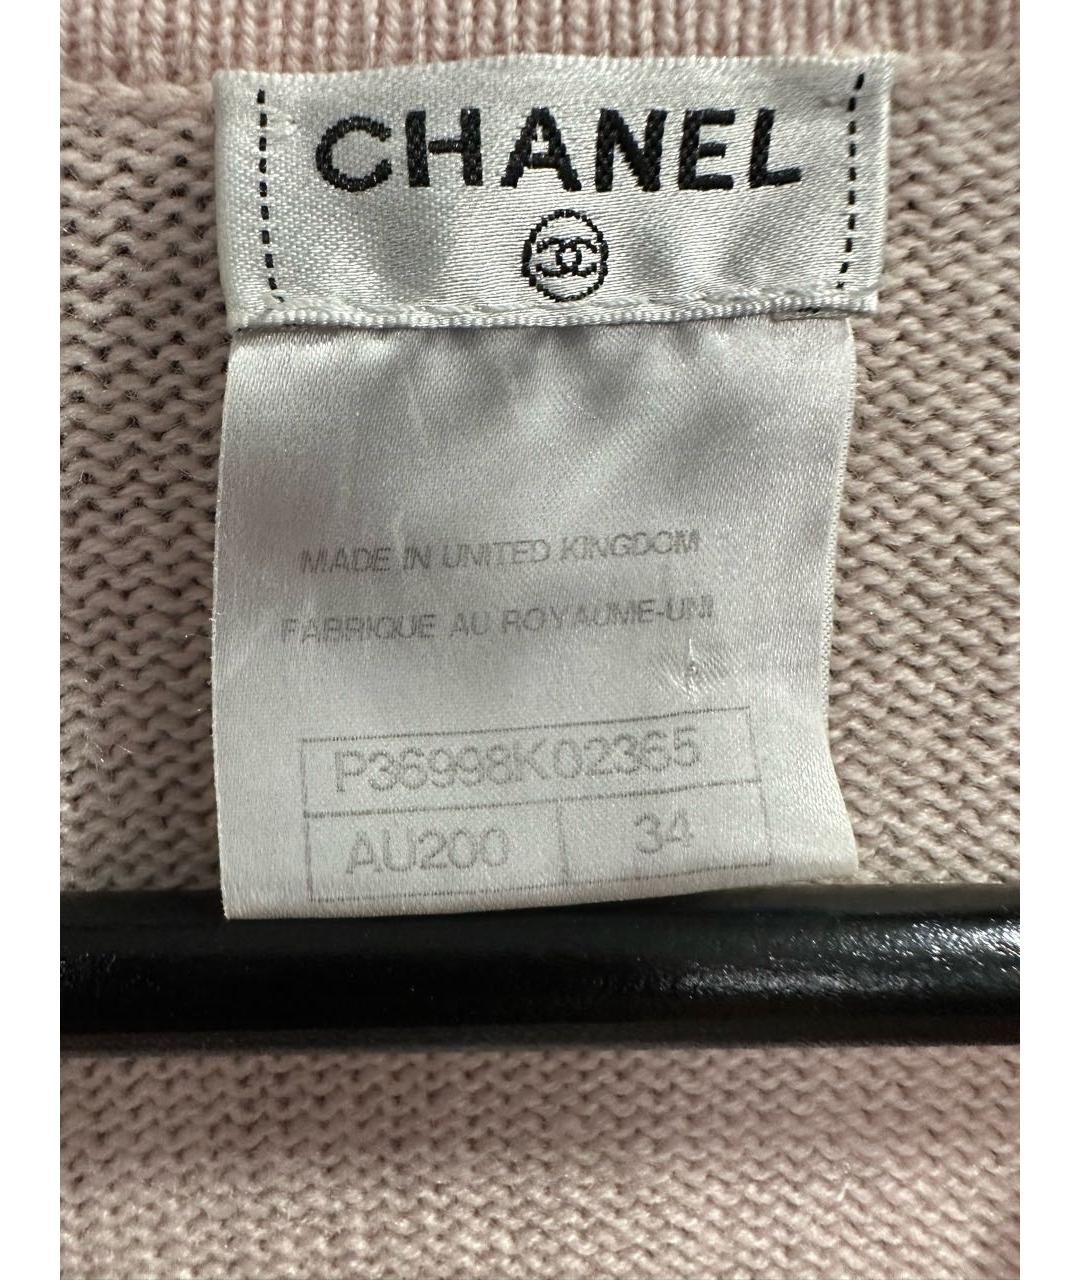 CHANEL
MADE IN UNITED KINGDOM
FABRIQUE AU ROYAUME-UNI
P36998K02365
AU200 34